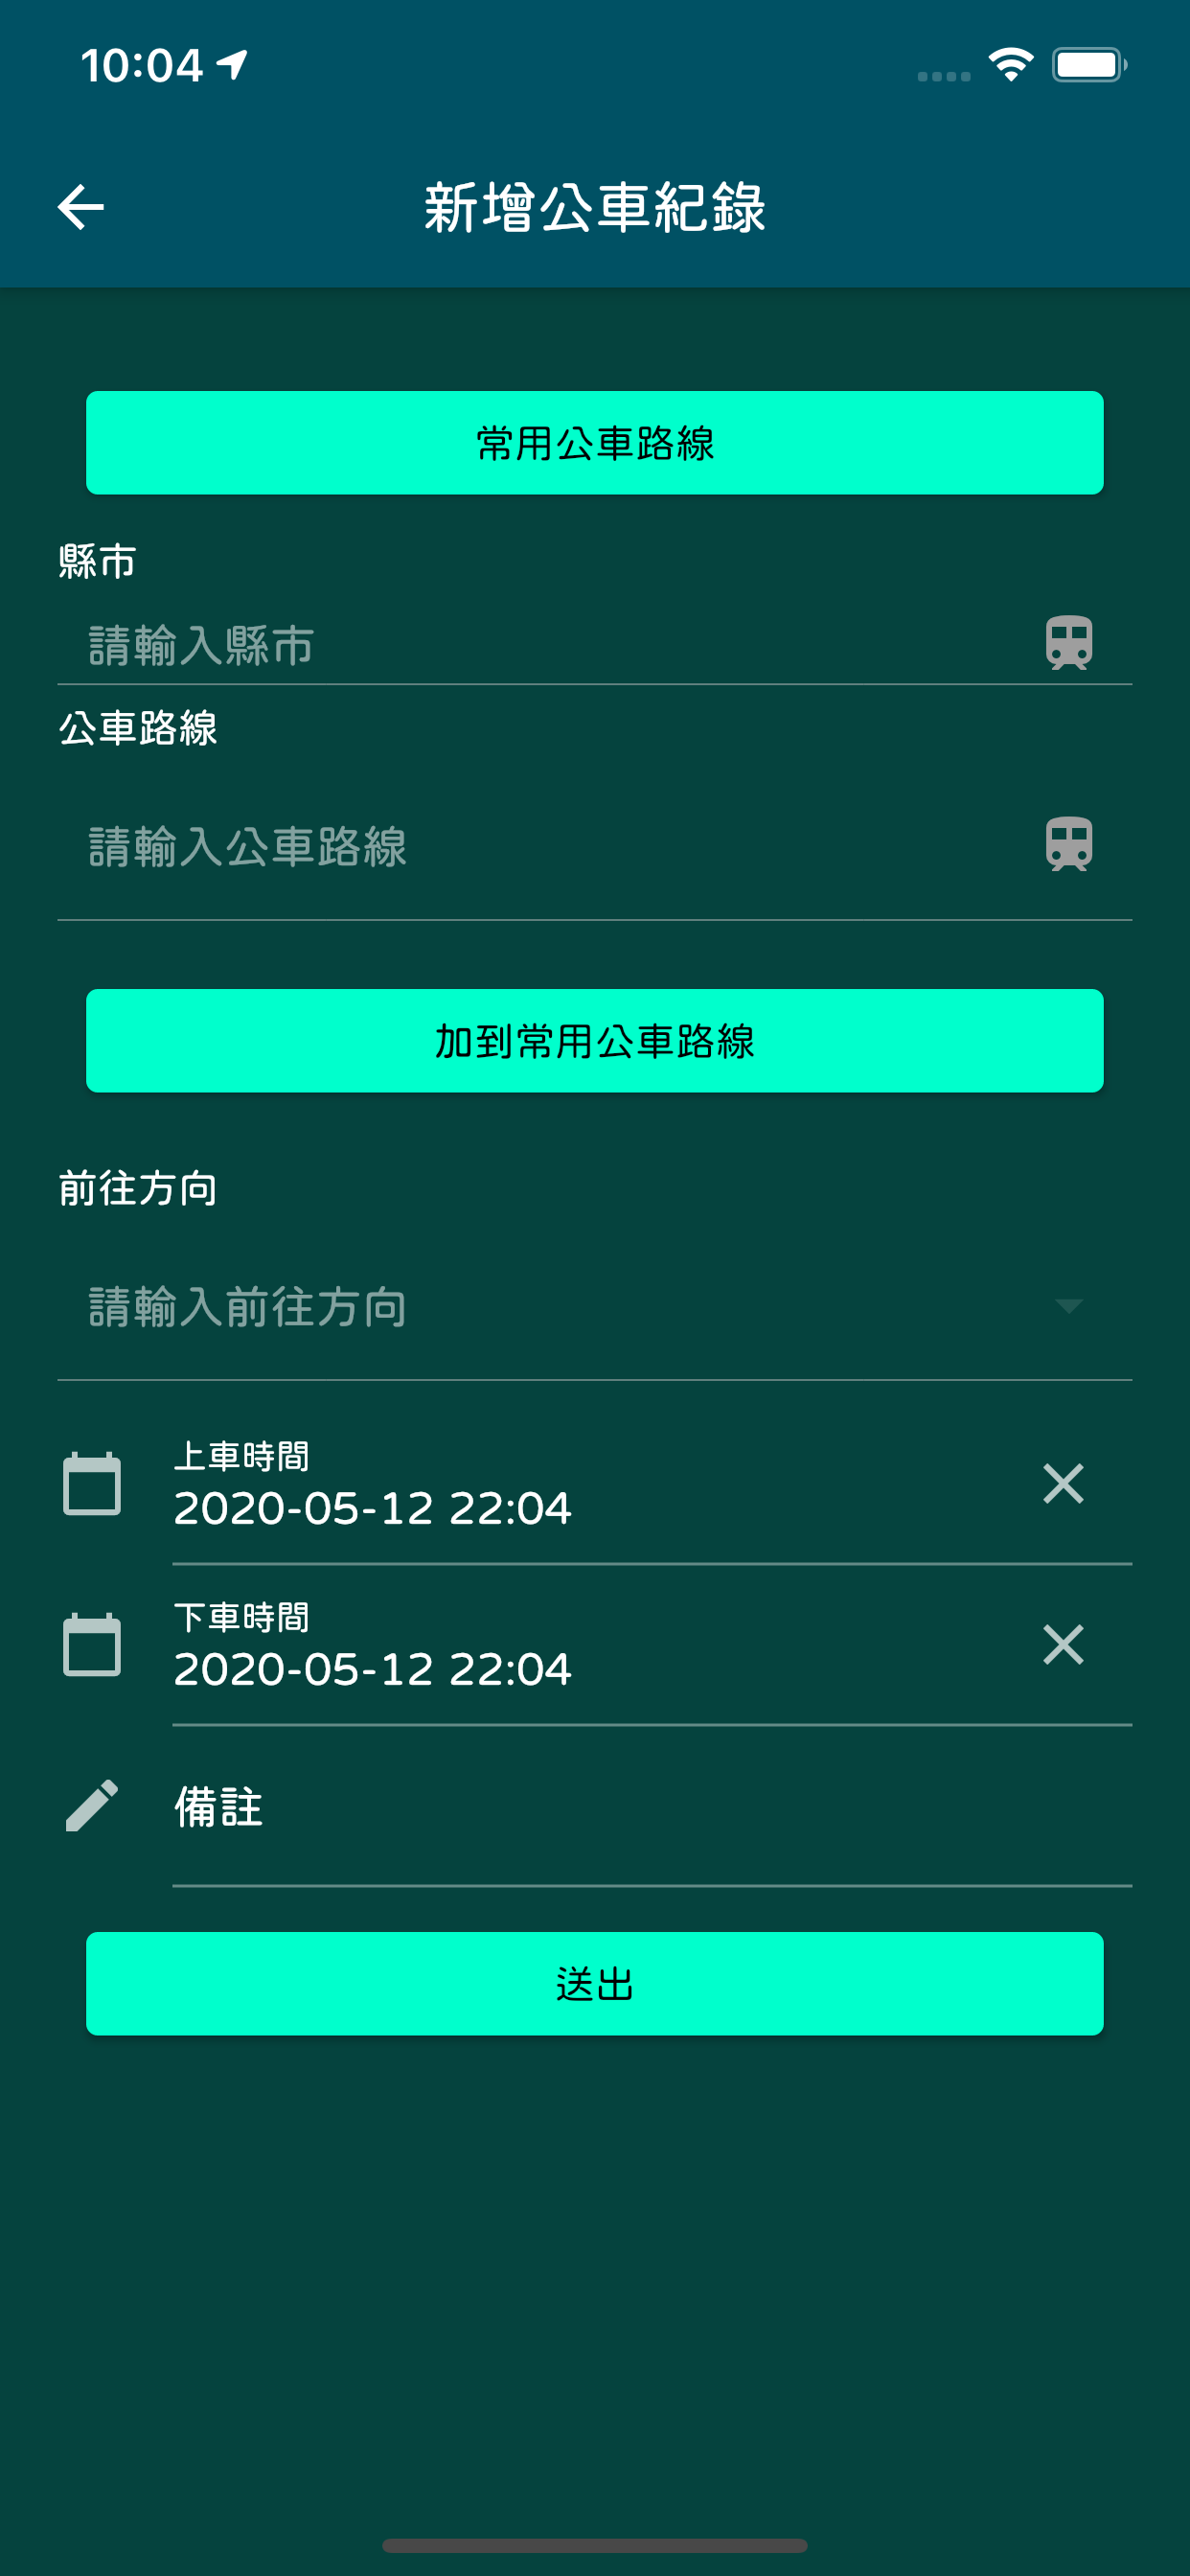 10:04
新增公車紀錄
常用公車路線
縣市
請輸入縣市
公車路線
請輸入公車路線
加到常用公車路線
前往方向
請輸入前往方向
上車時間
2020-05-12 22:04
下車時間
2020-05-12 22:04
備註
送出